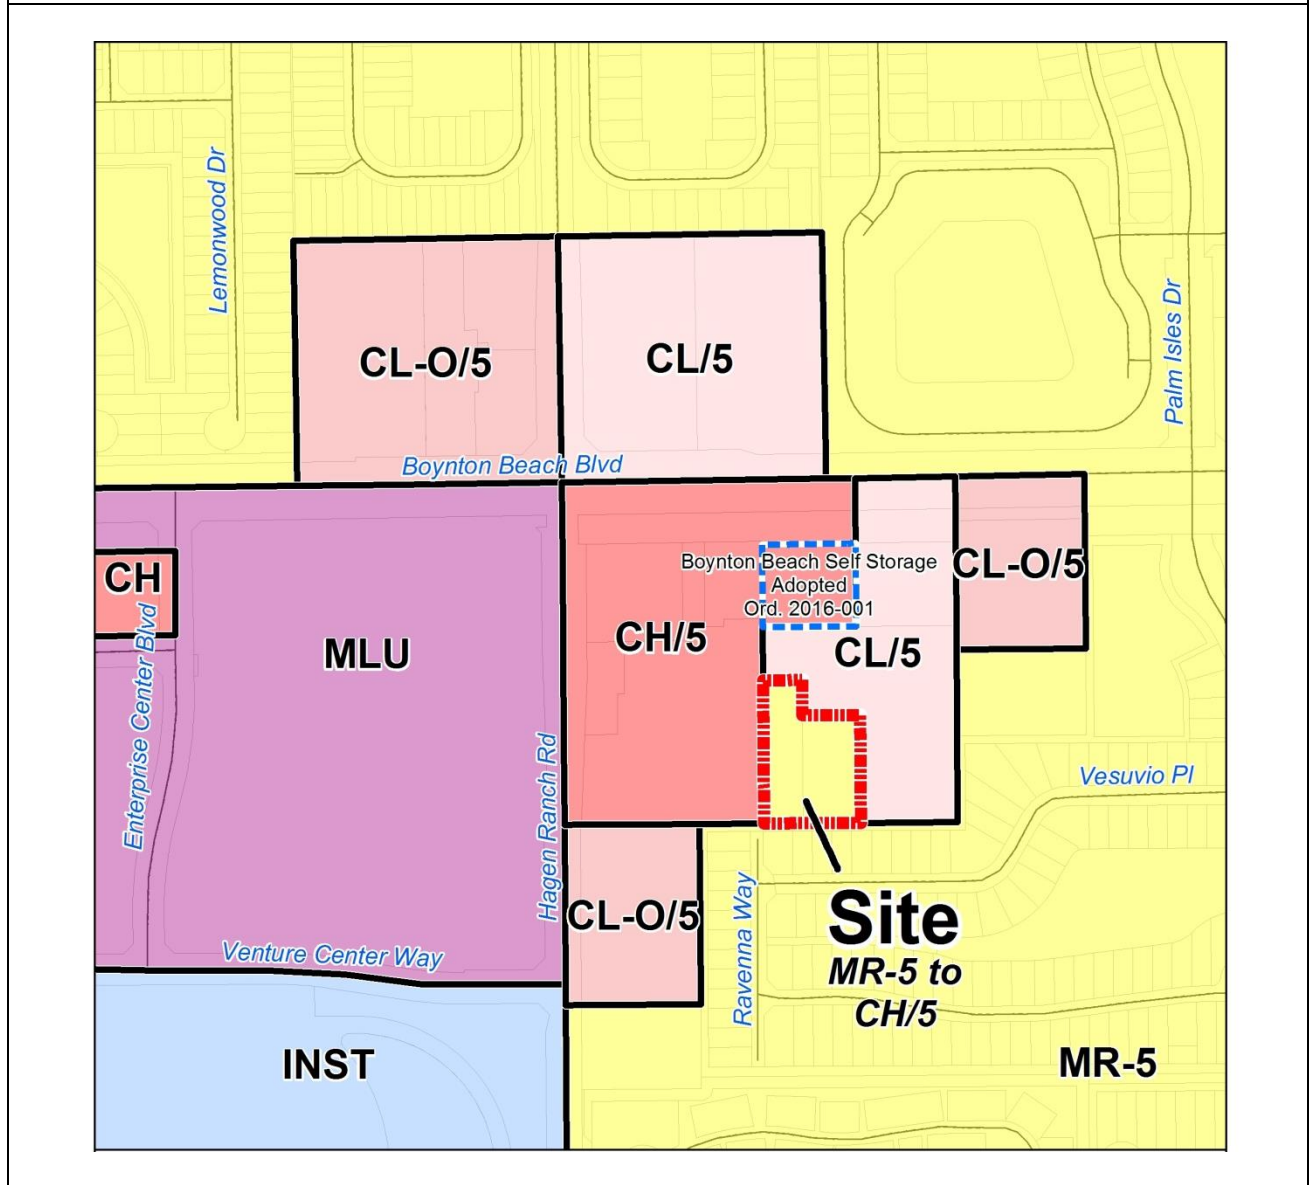 Lemonwood Dr
Palm Isles Dr
CL-O/5
CL/5
Boynton Beach Blvd
CH
Boynton Beach Self Storage
Adopted
Ord. 2016-001
CL-O/5
Enterprise Center Blvd
MLU
CH/5
CL/5
Hagen Ranch Rd
Vesuvio Pl
CL-O/5
Ravenna Way
Site
MR-5 to
CH/5
Venture Center Way
INST
MR-5